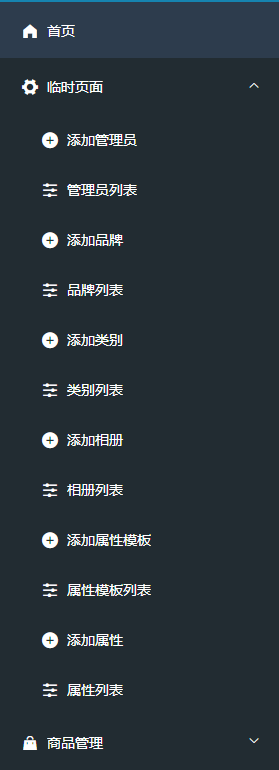 首页
临时页面
添加管理员
管理员列表
添加品牌
品牌列表
添加类别
类别列表
添加相册
相册列表
添加属性模板
属性模板列表
添加属性
属性列表
商品管理